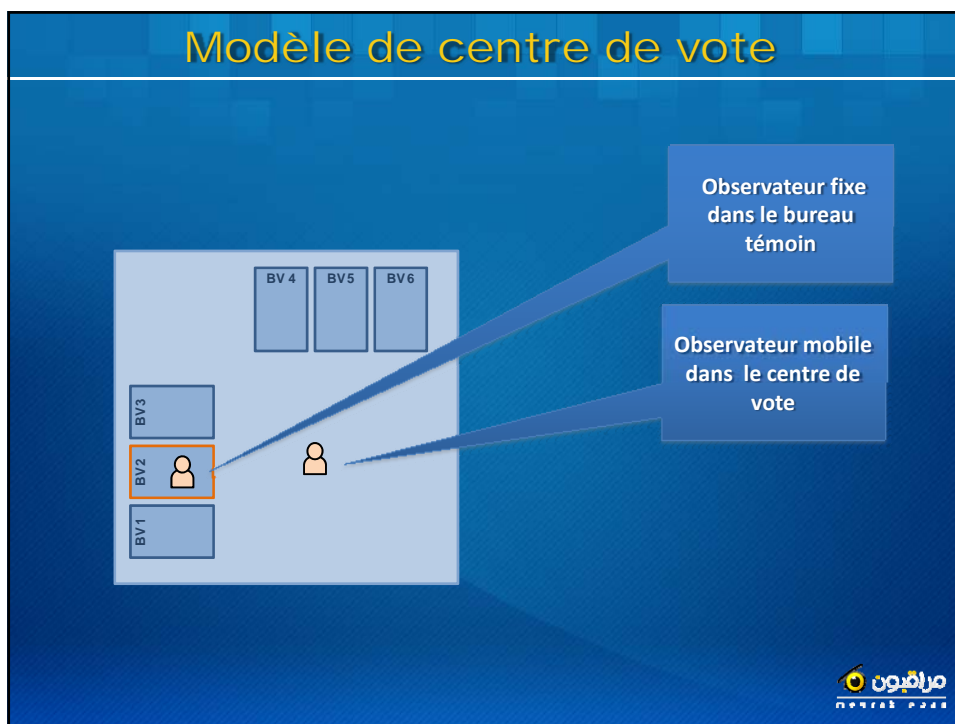 Modèle de centre de vote
Observateur fixe
dans le bureau
témoin
BV 4 BV5 BV6
Observateur mobile
dans le centre de
vote
BV3
BV2
BV1
مراقبون